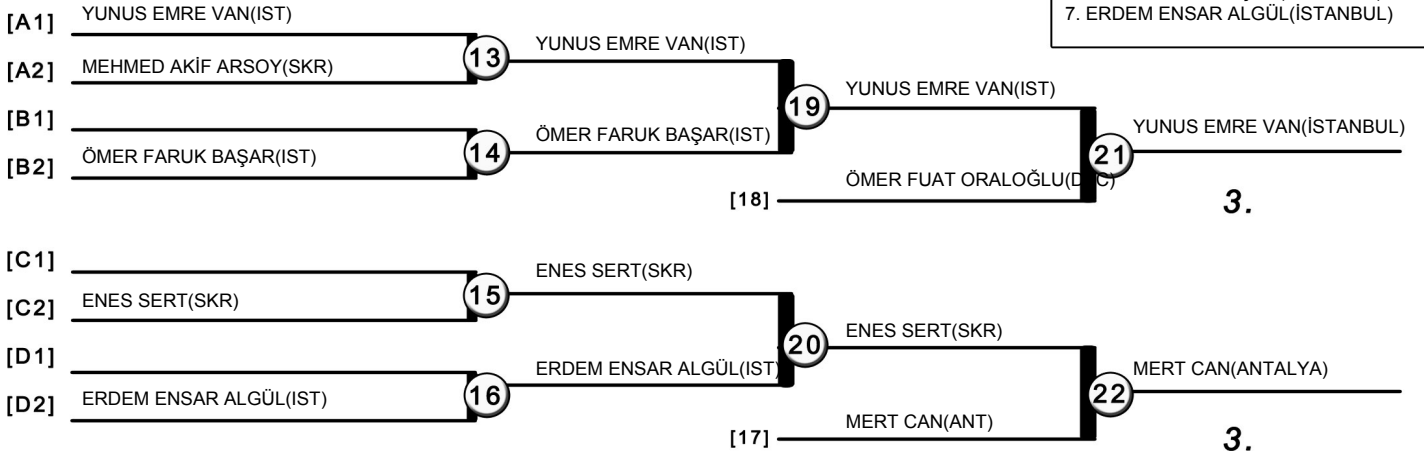 7. ERDEM ENSAR ALGÜL(İSTANBUL)
[A1] YUNUS EMRE VAN(IST)
[A2] MEHMED AKİF ARSOY(SKR)
13
YUNUS EMRE VAN(IST)
[B1]
[B2] ÖMER FARUK BAŞAR(IST)
14
ÖMER FARUK BAŞAR(IST)
19
YUNUS EMRE VAN(IST)
[18] ÖMER FUAT ORALOĞLU
21
YUNUS EMRE VAN(İSTANBUL)
3.
[C1]
[C2] ENES SERT(SKR)
15
ENES SERT(SKR)
[D1]
[D2] ERDEM ENSAR ALGÜL(IST)
16
ERDEM ENSAR ALGÜL(IST)
20
ENES SERT(SKR)
[17] MERT CAN(ANT)
22
MERT CAN(ANTALYA)
3.